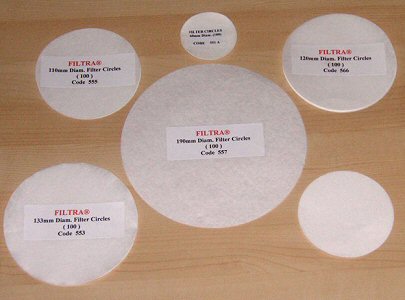 FILTER CIRCLES
CODE
FILTRA®
110mm Diam. Filter Circles
( 100 )
Code 555
FILTRA®
120mm Diam. Filter Circles
( 100 )
Code 566
FILTRA®
190mm Diam. Filter Circles
( 100 )
Code 557
FILTRA®
133mm Diam. Filter Circles
( 100 )
Code 553